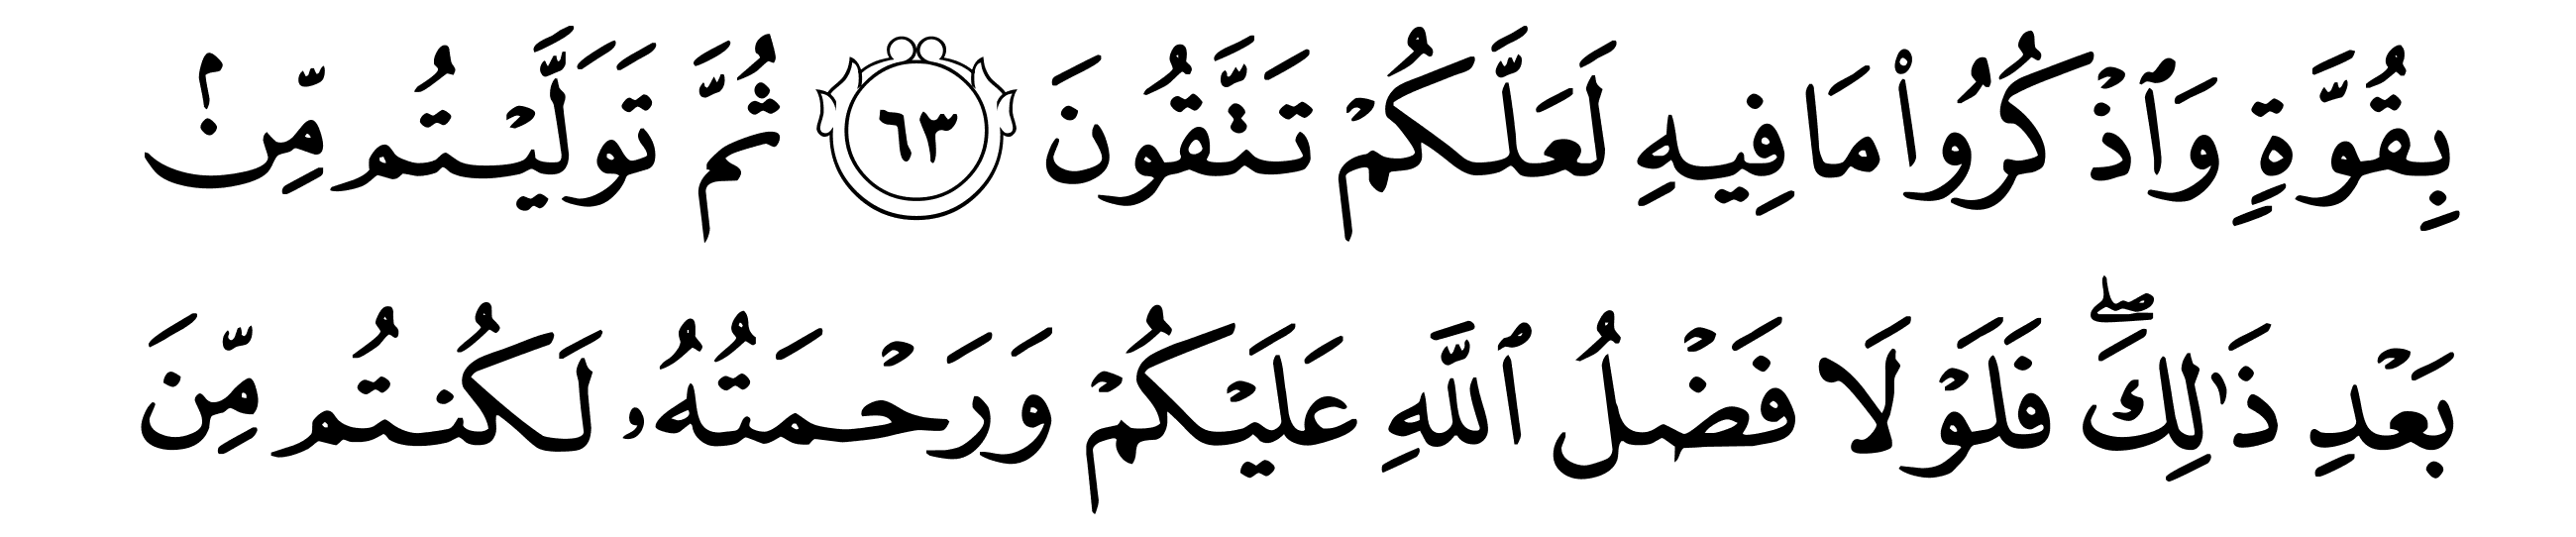 بِقُوَّةٖ وَٱذۡكُرُواْ مَا فِيهِ لَعَلَّكُمۡ تَتَّقُونَ ٦٣ ثُمَّ تَوَلَّيۡتُم مِّنۢ
بَعۡدِ ذَٰلِكَۖ فَلَوۡلَا فَضۡلُ ٱللَّهِ عَلَيۡكُمۡ وَرَحۡمَتُهُۥ لَكُنتُم مِّنَ